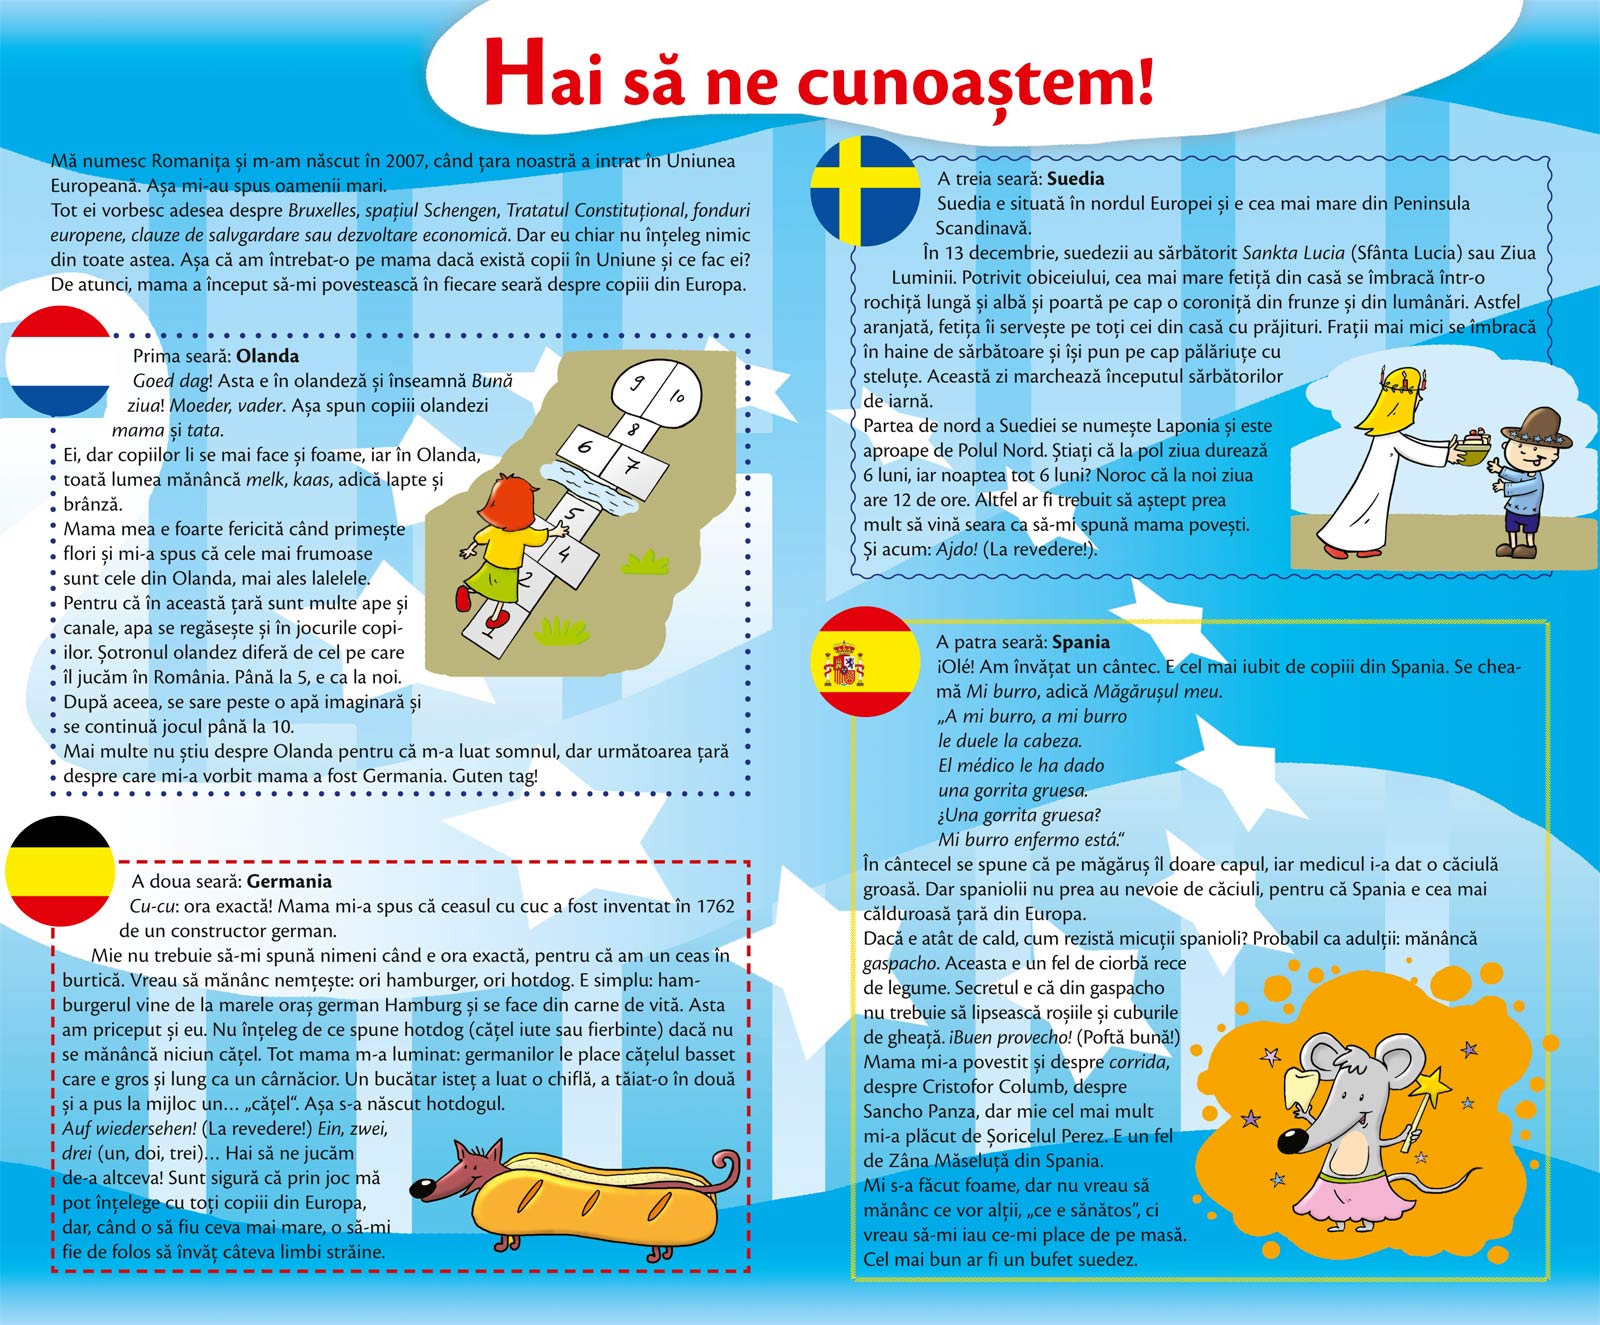 Hai să ne cunoaștem!
Mă numesc Romanița și m-am născut în 2007, când țara noastră a intrat în Uniunea
Europeană. Așa mi-au spus oamenii mari.
Tot ei vorbesc adesea despre Bruxelles, spațiul Schengen, Tratatul Constituțional, fonduri
europene, clauze de salvgardare sau dezvoltare economică. Dar eu chiar nu înțeleg nimic
din toate astea. Așa că am întrebat-o pe mama dacă există copii în Uniune și ce fac ei?
De atunci, mama a început să-mi povestească în fiecare seară despre copiii din Europa.
Prima seară: Olanda
Goed dag! Asta e în olandeză și înseamnă Bună
ziua! Moeder, vader. Așa spun copiii olandezi
mama și tata.
Ei, dar copiilor li se mai face și foame, iar în Olanda,
toată lumea mănâncă melk, kaas, adică lapte și
brânză.
Mama mea e foarte fericită când primește
flori și mi-a spus că cele mai frumoase
sunt cele din Olanda, mai ales lalelele.
Pentru că în această țară sunt multe ape și
canale, apa se regăsește și în jocurile copi-
ilor. Șotronul olandez diferă de cel pe care
îl jucăm în România. Până la 5, e ca la noi.
După aceea, se sare peste o apă imaginară și
se continuă jocul până la 10.
Mai multe nu știu despre Olanda pentru că m-a luat somnul, dar următoarea țară
despre care mi-a vorbit mama a fost Germania. Guten tag!
9 10
8
6 7
5
4
2
1
A doua seară: Germania
Cu-cu: ora exactă! Mama mi-a spus că ceasul cu cuc a fost inventat în 1762
de un constructor german.
Mie nu trebuie să-mi spună nimeni când e ora exactă, pentru că am un ceas în
burtică. Vreau să mănânc nemțește: ori hamburger, ori hotdog. E simplu: ham-
burgerul vine de la marele oraș german Hamburg și se face din carne de vită. Asta
am priceput și eu. Nu înțeleg de ce spune hotdog (cățel iute sau fierbinte) dacă nu
se mănâncă niciun cățel. Tot mama m-a luminat: germanilor le place cățelul basset
care e gros și lung ca un cârnăcior. Un bucătar isteț a luat o chiflă, a tăiat-o în două
și a pus la mijloc un... „cățel“. Așa s-a născut hotdogul.
Auf wiedersehen! (La revedere!) Ein, zwei,
drei (un, doi, trei)... Hai să ne jucăm
de-a altceva! Sunt sigură că prin joc mă
pot înțelege cu toți copiii din Europa,
dar, când o să fiu ceva mai mare, o să-mi
fie de folos să învăț câteva limbi străine.
A treia seară: Suedia
Suedia e situată în nordul Europei și e cea mai mare din Peninsula
Scandinavă.
În 13 decembrie, suedezii au sărbătorit Sankta Lucia (Sfânta Lucia) sau Ziua
Luminii. Potrivit obiceiului, cea mai mare fetiță din casă se îmbracă într-o
rochiță lungă și albă și poartă pe cap o coroniță din frunze și din lumânări. Astfel
aranjată, fetița îi servește pe toți cei din casă cu prăjituri. Frații mai mici se îmbracă
în haine de sărbătoare și își pun pe cap pălăriuțe cu
steluțe. Această zi marchează începutul sărbătorilor
de iarnă.
Partea de nord a Suediei se numește Laponia și este
aproape de Polul Nord. Știați că la pol ziua durează
6 luni, iar noaptea tot 6 luni? Noroc că la noi ziua
are 12 de ore. Altfel ar fi trebuit să aștept prea
mult să vină seara ca să-mi spună mama povești.
Și acum: Ajdo! (La revedere!).
A patra seară: Spania
¡Olé! Am învățat un cântec. E cel mai iubit de copiii din Spania. Se chea-
mă Mi burro, adică Măgărușul meu.
„A mi burro, a mi burro
le duele la cabeza.
El médico le ha dado
una gorrita gruesa.
¿Una gorrita gruesa?
Mi burro enfermo está.“
În cântecel se spune că pe măgăruș îl doare capul, iar medicul i-a dat o căciulă
groasă. Dar spaniolii nu prea au nevoie de căciuli, pentru că Spania e cea mai
călduroasă țară din Europa.
Dacă e atât de cald, cum rezistă micuții spanioli? Probabil ca adulții: mănâncă
gaspacho. Aceasta e un fel de ciorbă rece
de legume. Secretul e că din gaspacho
nu trebuie să lipsească roșiile și cuburile
de gheață. ¡Buen provecho! (Poftă bună!)
Mama mi-a povestit și despre corrida,
despre Cristofor Columb, despre
Sancho Panza, dar mie cel mai mult
mi-a plăcut de Șoricelul Perez. E un fel
de Zâna Măseluță din Spania.
Mi s-a făcut foame, dar nu vreau să
mănânc ce vor alții, „ce e sănătos”, ci
vreau să-mi iau ce-mi place de pe masă.
Cel mai bun ar fi un bufet suedez.